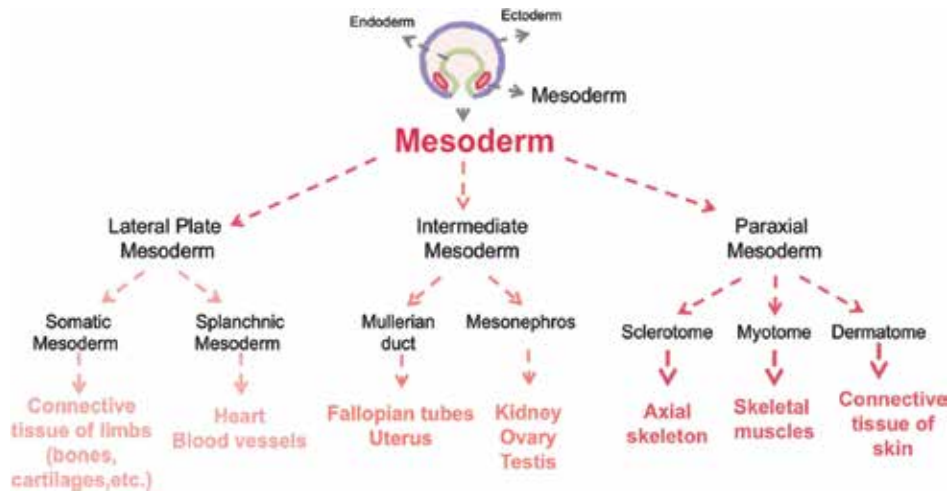 Endoderm
Ectoderm
Mesoderm
Mesoderm
Lateral Plate
Mesoderm
Intermediate
Mesoderm
Paraxial
Mesoderm
Somatic
Mesoderm
Splanchnic
Mesoderm
Mullerian
duct
Mesonephros
Sclerotome
Myotome
Dermatome
Connective
tissue of limbs
(bones,
cartilages,etc.)
Heart
Blood vessels
Fallopian tubes
Uterus
Kidney
Ovary
Testis
Axial
skeleton
Skeletal
muscles
Connective
tissue of
skin